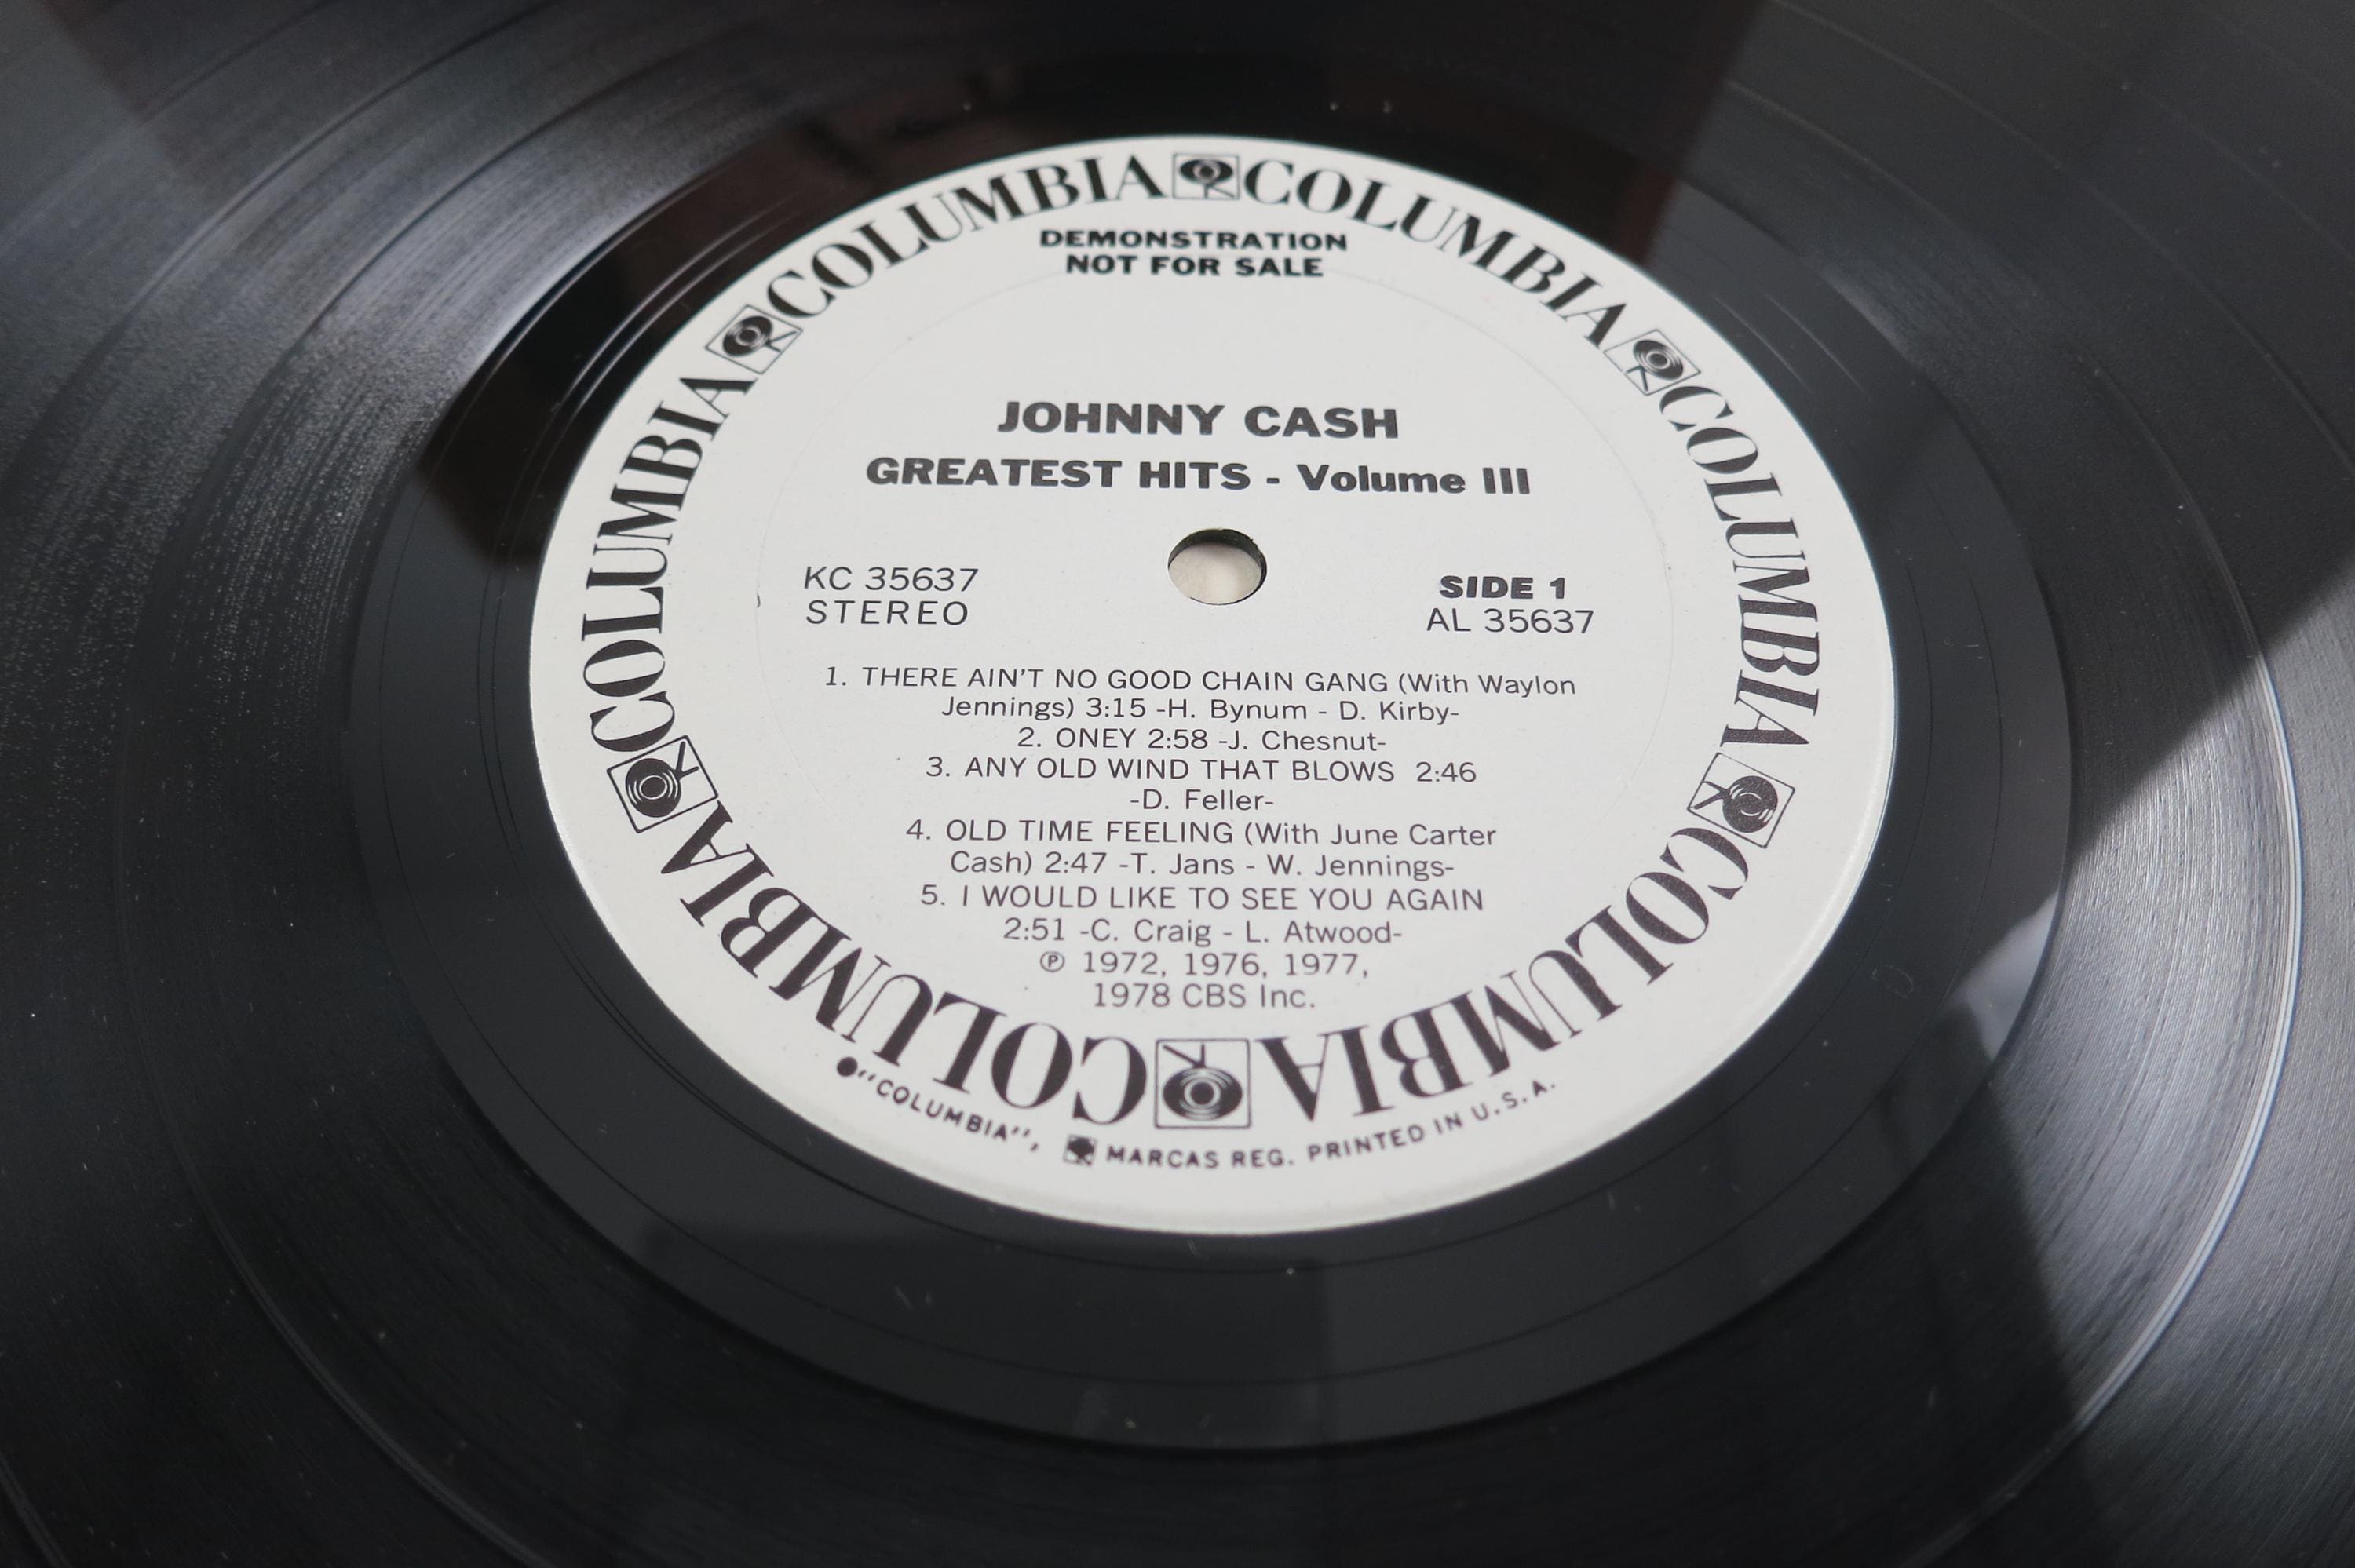 COLUMBIA COLUMBIA COLUMBIA COLUMBIA COLUMBIA COLUMBIA
DEMONSTRATION
NOT FOR SALE
JOHNNY CASH
GREATEST HITS - Volume III
KC 35637
STEREO
SIDE 1
AL 35637
1. THERE AIN'T NO GOOD CHAIN GANG (With Waylon
Jennings) 3:15 -H. Bynum - D. Kirby-
2. ONEY 2:58 -J. Chesnut-
3. ANY OLD WIND THAT BLOWS 2:46
-D. Feller-
4. OLD TIME FEELING (With June Carter
Cash) 2:47 -T. Jans - W. Jennings-
5. I WOULD LIKE TO SEE YOU AGAIN
2:51 -C. Craig - L. Atwood-
℗ 1972, 1976, 1977,
1978 CBS Inc.
●"COLUMBIA", MARCAS REG. PRINTED IN U.S.A.